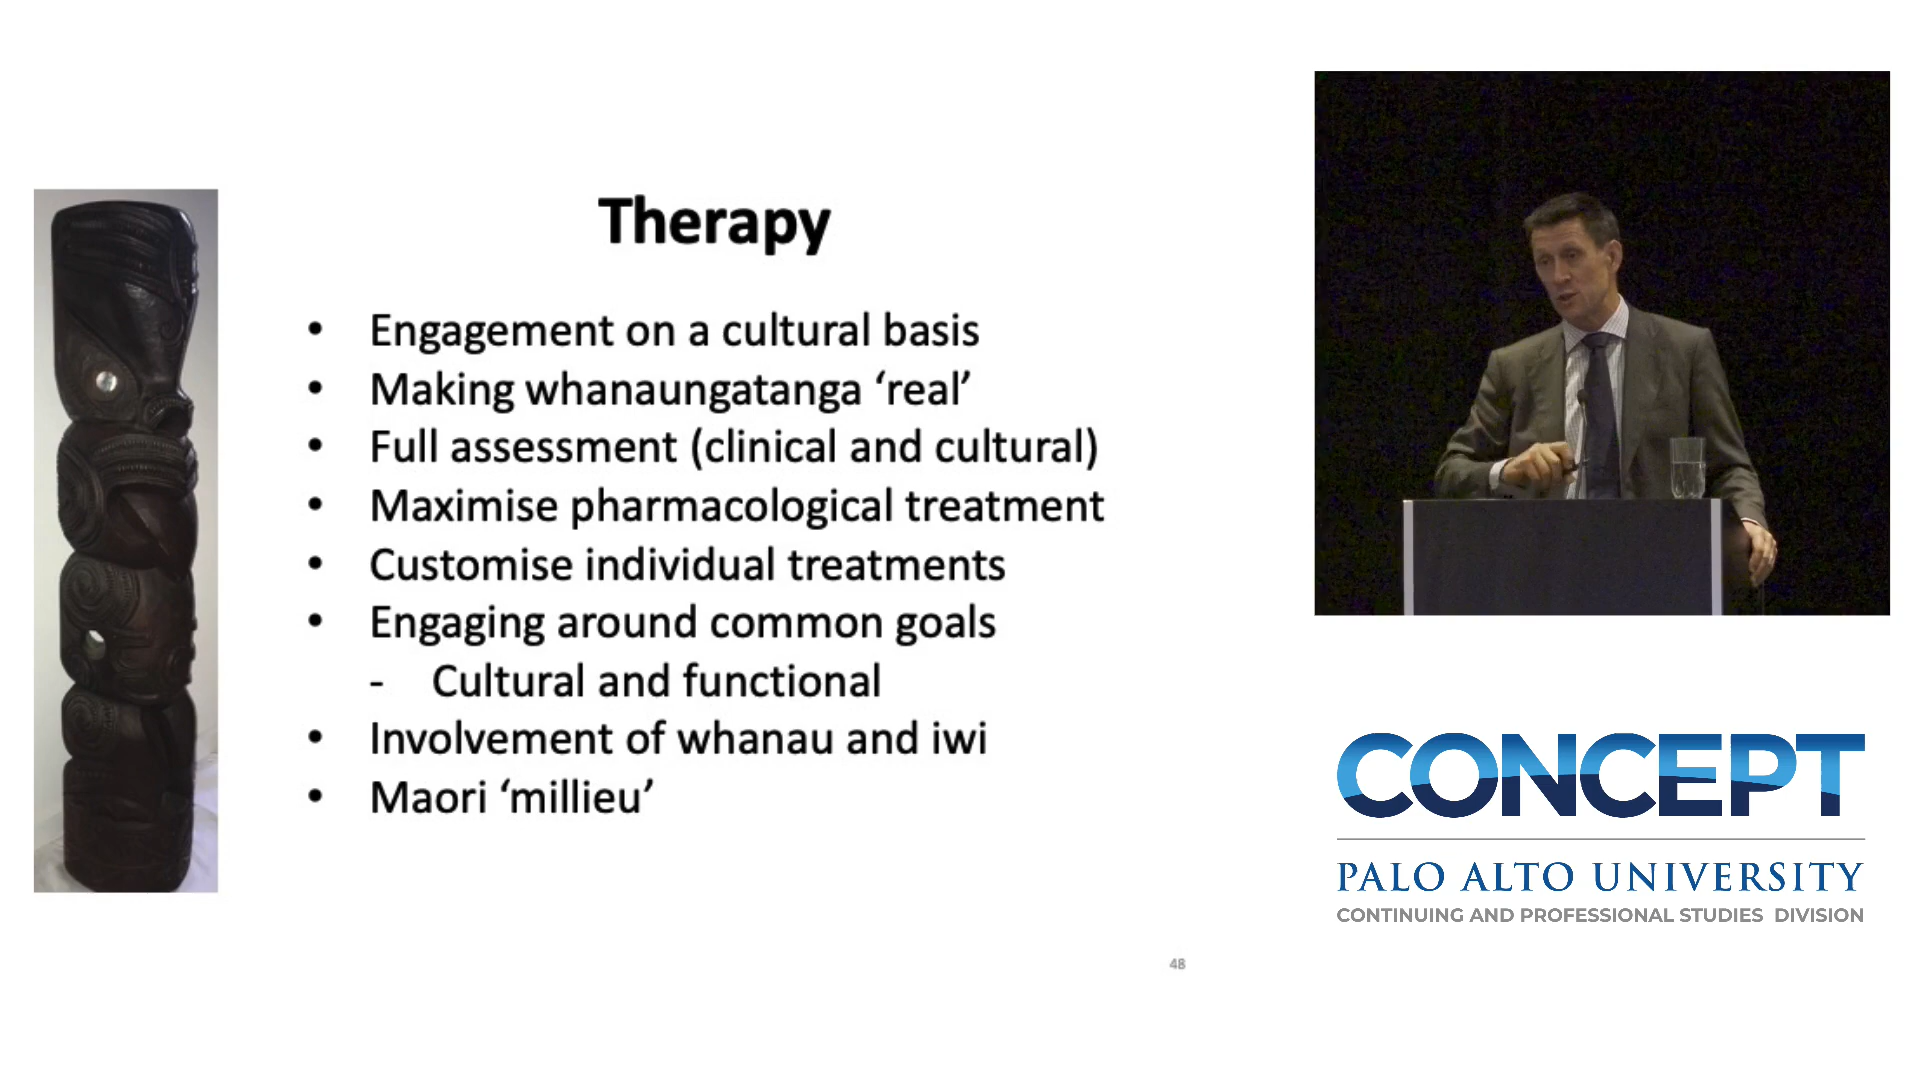 Therapy
• Engagement on a cultural basis
• Making whanaungatanga ‘real’
• Full assessment (clinical and cultural)
• Maximise pharmacological treatment
• Customise individual treatments
• Engaging around common goals
- Cultural and functional
• Involvement of whanau and iwi
• Maori ‘millieu’
48
CONCEPT
PALO ALTO UNIVERSITY
CONTINUING AND PROFESSIONAL STUDIES DIVISION